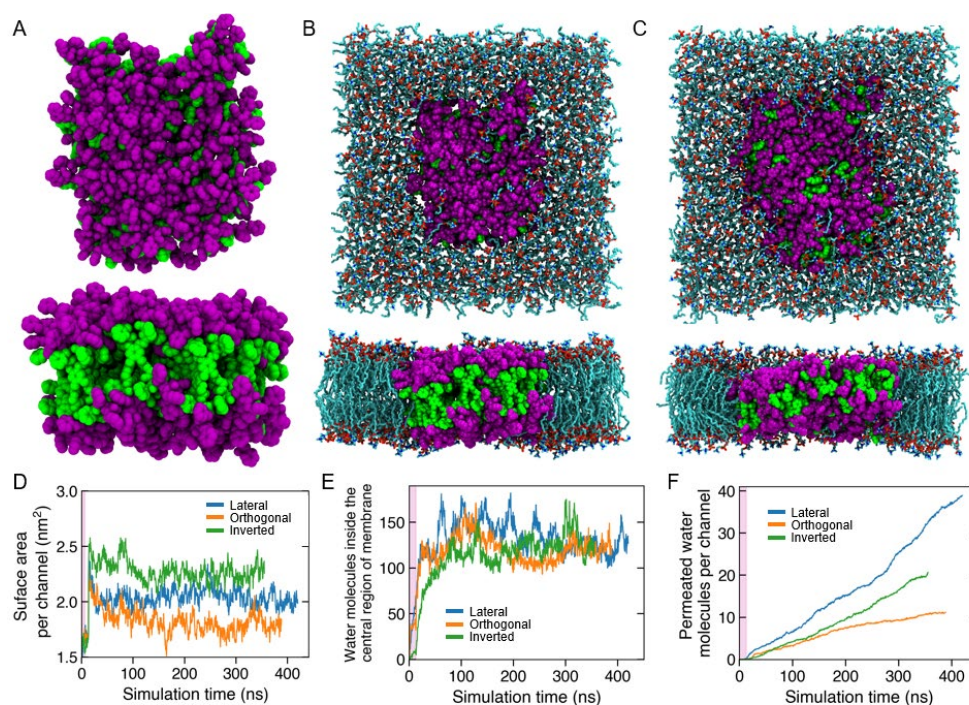 A
B
C
D
Suface area
per channel (nm²)
3.0
2.5
2.0
1.5
Lateral
Orthogonal
Inverted
0 100 200 300 400
Simulation time (ns)
E
Water molecules inside the
central region of membrane
150
100
50
0
Lateral
Orthogonal
Inverted
0 100 200 300 400
Simulation time (ns)
F
Permeated water
molecules per channel
40
30
20
10
0
Lateral
Orthogonal
Inverted
0 100 200 300 400
Simulation time (ns)